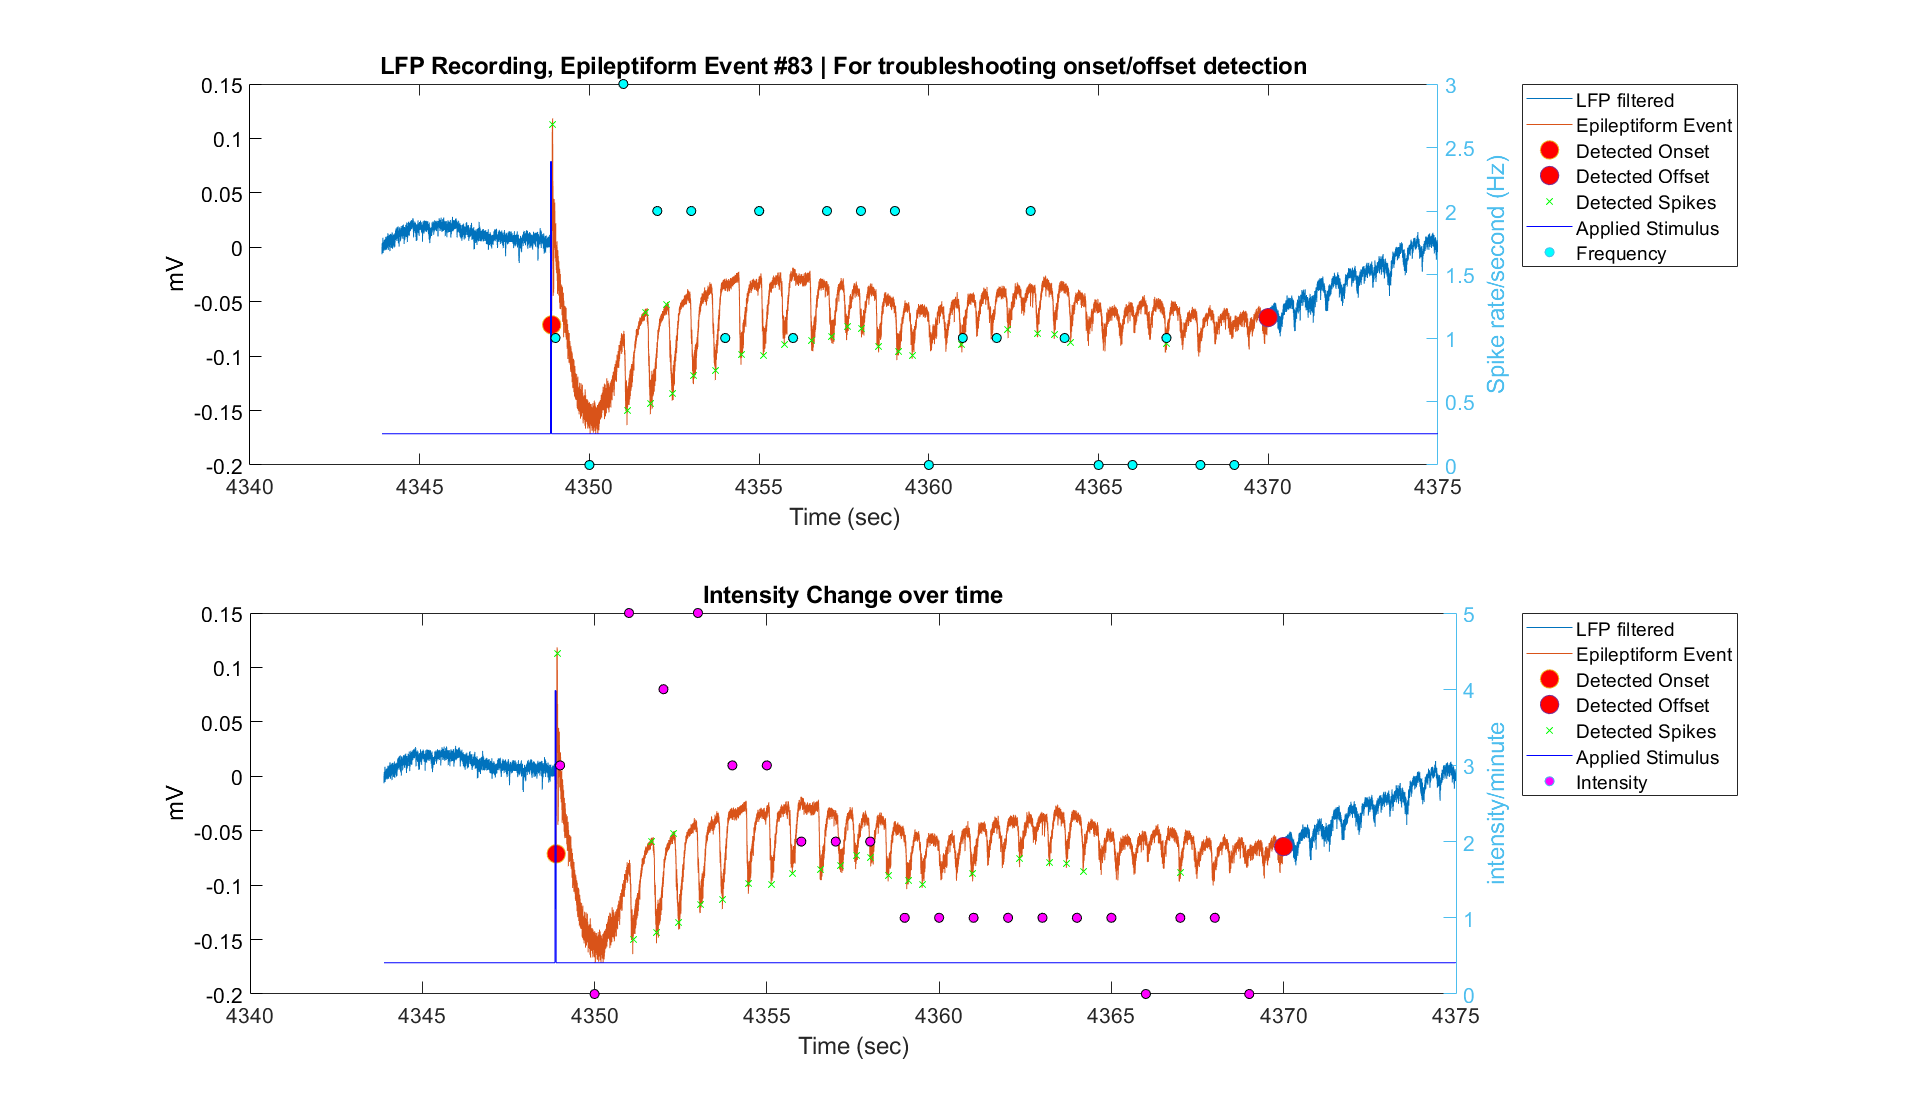 LFP Recording, Epileptiform Event #83 | For troubleshooting onset/offset detection
0.15
0.1
0.05
0
-0.05
-0.1
-0.15
-0.2
mV
3
2.5
2
1.5
1
0.5
0
Spike rate/second (Hz)
4340 4345 4350 4355 4360 4365 4370 4375
Time (sec)
LFP filtered
Epileptiform Event
Detected Onset
Detected Offset
Detected Spikes
Applied Stimulus
Frequency
Intensity Change over time
0.15
0.1
0.05
0
-0.05
-0.1
-0.15
-0.2
mV
5
4
3
2
1
0
intensity/minute
4340 4345 4350 4355 4360 4365 4370 4375
Time (sec)
LFP filtered
Epileptiform Event
Detected Onset
Detected Offset
Detected Spikes
Applied Stimulus
Intensity